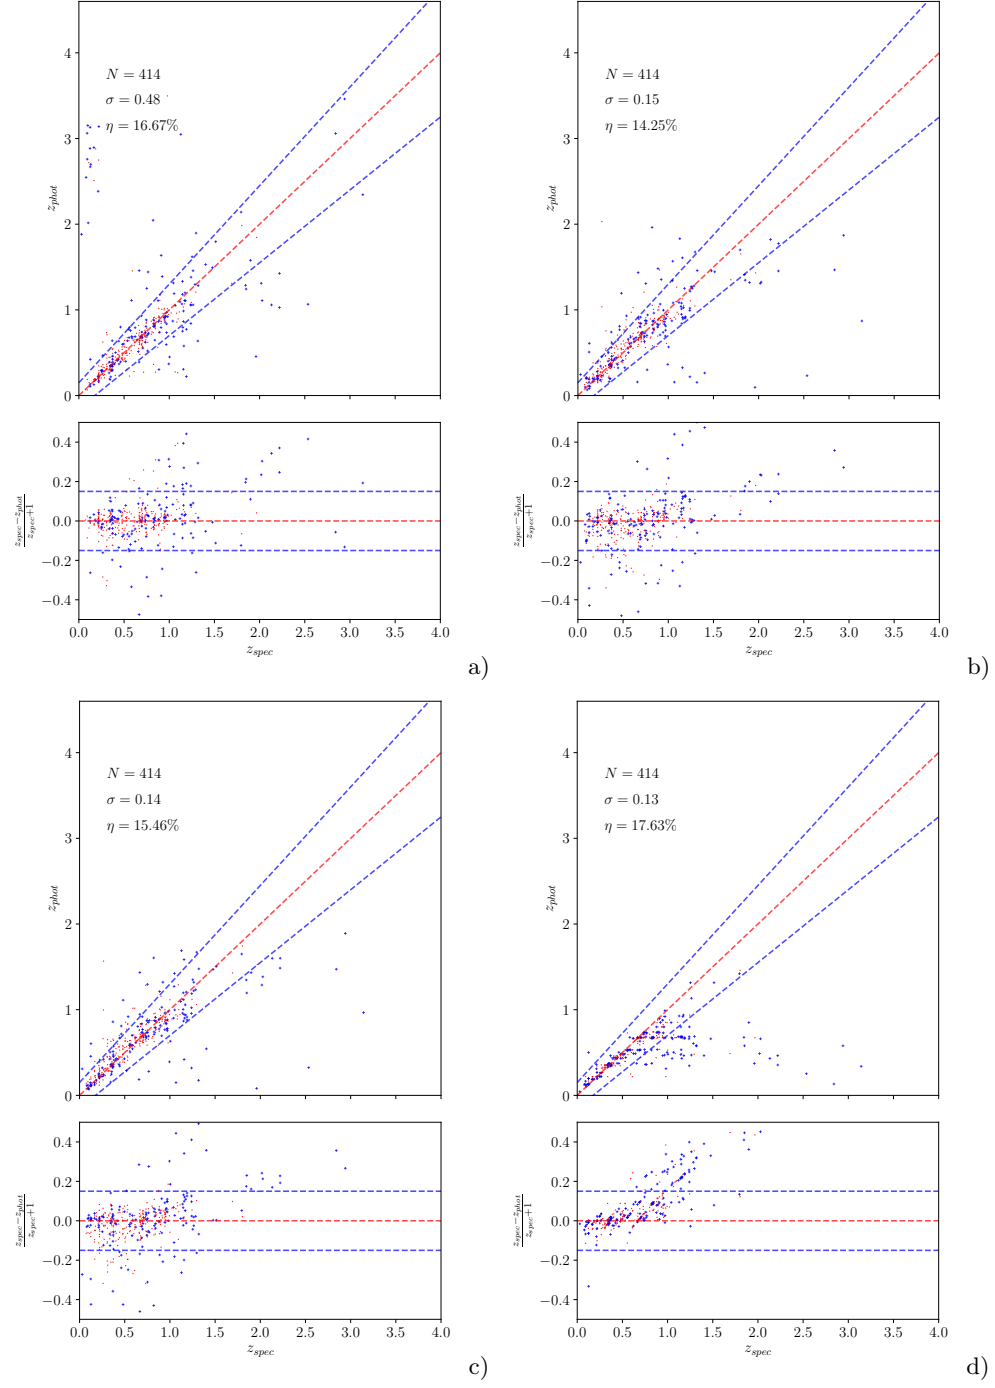 4
3
2
1
0
z_phot
N = 414
σ = 0.48
η = 16.67%
0.4
0.2
0.0
−0.2
−0.4
z_spec−z_phot
z_spec+1
0.0 0.5 1.0 1.5 2.0 2.5 3.0 3.5 4.0
z_spec
a)
4
3
2
1
0
z_phot
N = 414
σ = 0.15
η = 14.25%
0.4
0.2
0.0
−0.2
−0.4
z_spec−z_phot
z_spec+1
0.0 0.5 1.0 1.5 2.0 2.5 3.0 3.5 4.0
z_spec
b)
4
3
2
1
0
z_phot
N = 414
σ = 0.14
η = 15.46%
0.4
0.2
0.0
−0.2
−0.4
z_spec−z_phot
z_spec+1
0.0 0.5 1.0 1.5 2.0 2.5 3.0 3.5 4.0
z_spec
c)
4
3
2
1
0
z_phot
N = 414
σ = 0.13
η = 17.63%
0.4
0.2
0.0
−0.2
−0.4
z_spec−z_phot
z_spec+1
0.0 0.5 1.0 1.5 2.0 2.5 3.0 3.5 4.0
z_spec
d)